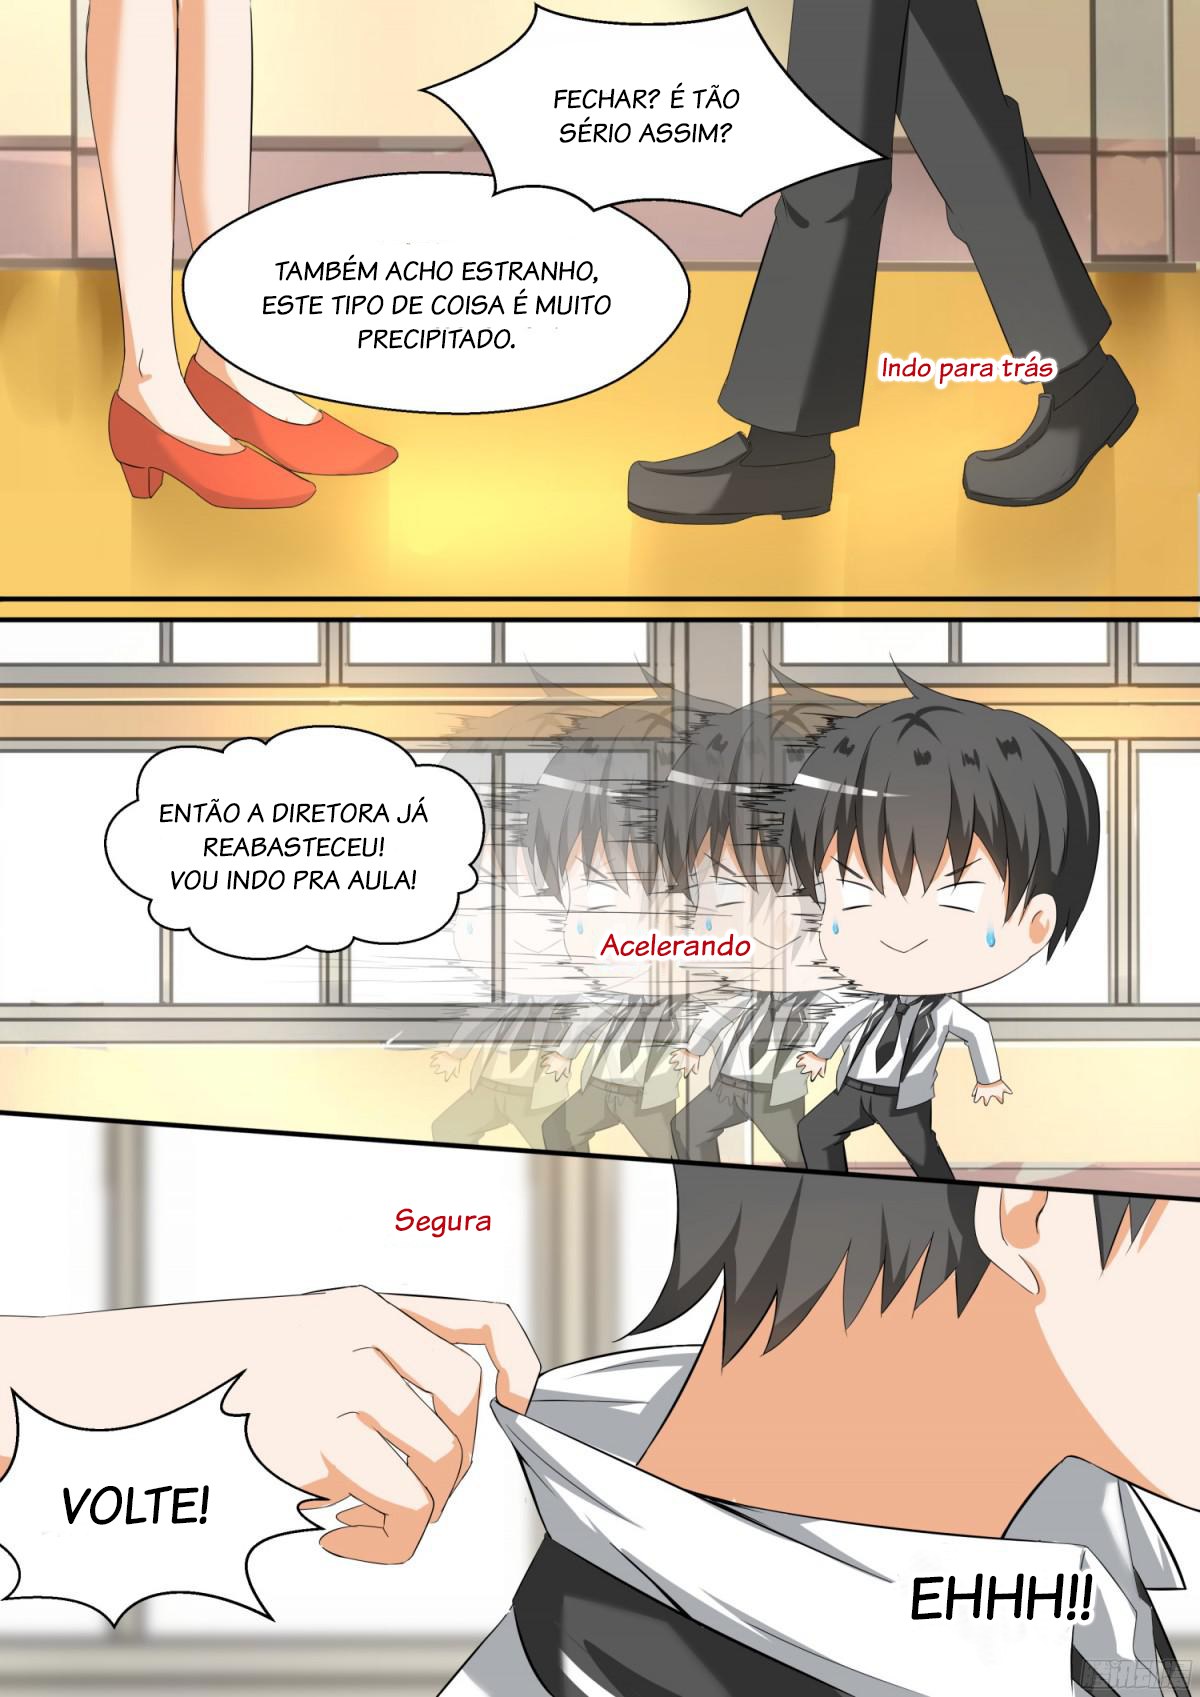 FECHAR? É TÃO
SÉRIO ASSIM?
TAMBÉM ACHO ESTRANHO,
ESTE TIPO DE COISA É MUITO
PRECIPITADO.
Indo para trás
ENTÃO A DIRETORA JÁ
REABASTECEU!
VOU INDO PRA AULA!
Acelerando
Segura
VOLTE!
EHHH!!